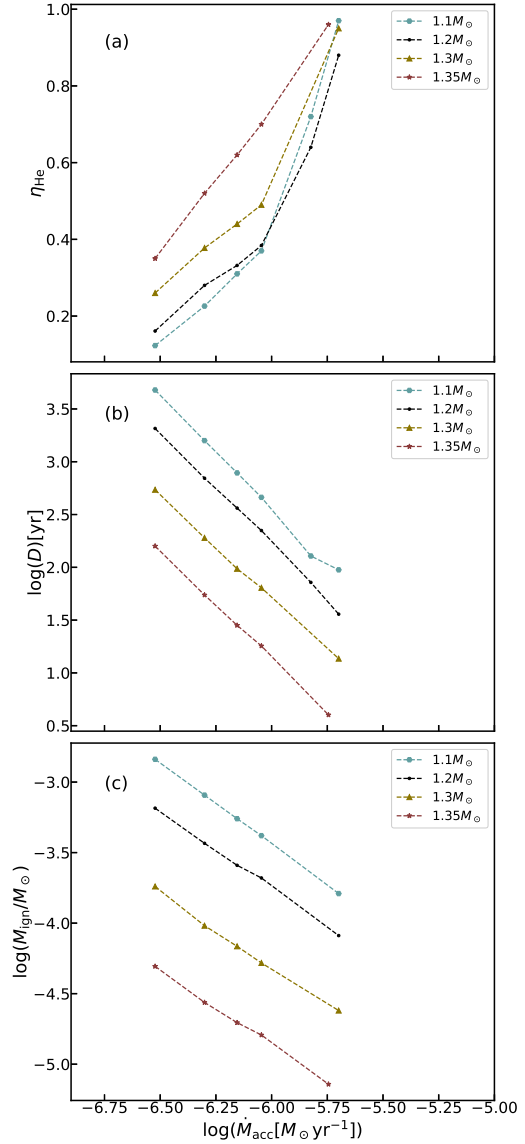 1.0
0.8
0.6
0.4
0.2
η_He
(a)
1.1M⊙
1.2M⊙
1.3M⊙
1.35M⊙
3.5
3.0
2.5
2.0
1.5
1.0
0.5
log(D)[yr]
(b)
1.1M⊙
1.2M⊙
1.3M⊙
1.35M⊙
−3.0
−3.5
−4.0
−4.5
−5.0
log(M_ign/M⊙)
(c)
1.1M⊙
1.2M⊙
1.3M⊙
1.35M⊙
−6.75 −6.50 −6.25 −6.00 −5.75 −5.50 −5.25 −5.00
log(Ṁ_acc[M⊙yr⁻¹])